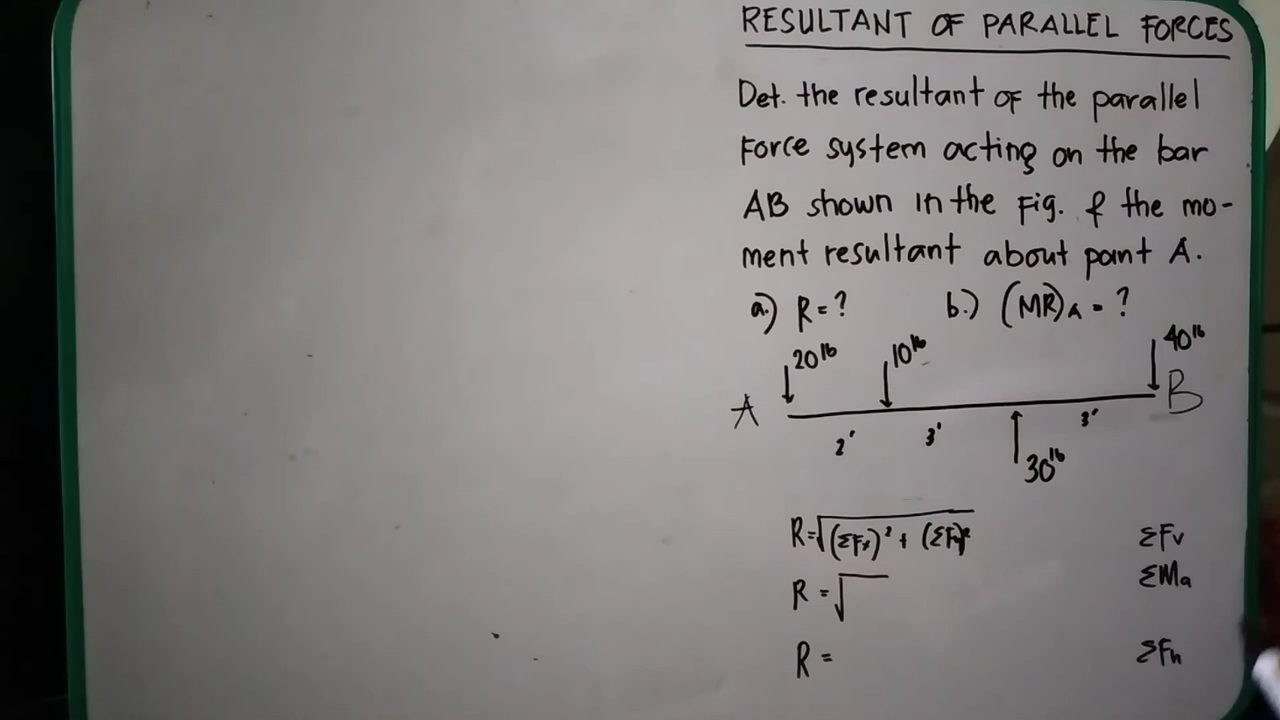 RESULTANT OF PARALLEL FORCES
Det. the resultant of the parallel
Force system acting on the bar
AB shown in the Fig. & the mo-
ment resultant about point A.
a.) R = ? b.) (MR)A = ?
20lb 10lb 40lb
A B
2' 3' 3'
30lb
R=√(ΣFx)² + (ΣFy)² ΣFv
ΣMa
R = √
R = ΣFh